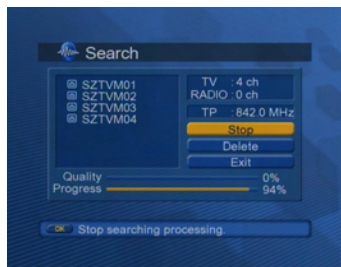 Search
SZTVM01
SZTVM02
SZTVM03
SZTVM04
TV : 4 ch
RADIO : 0 ch
TP : 842.0 MHz
Stop
Delete
Exit
Quality 0%
Progress 94%
OK Stop searching processing.